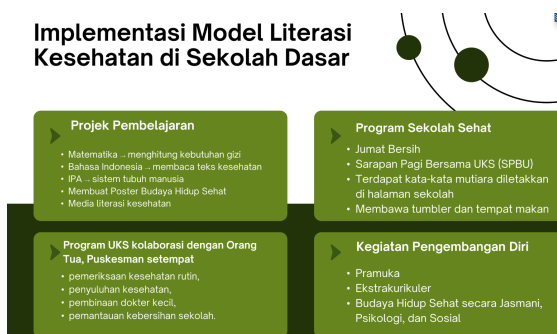 Implementasi Model Literasi
Kesehatan di Sekolah Dasar
Projek Pembelajaran
• Matematika → menghitung kebutuhan gizi
• Bahasa Indonesia → membaca teks kesehatan
• IPA → sistem tubuh manusia
• Membuat Poster Budaya Hidup Sehat
• Media literasi kesehatan
Program Sekolah Sehat
• Jumat Bersih
• Sarapan Pagi Bersama UKS (SPBU)
• Terdapat kata-kata mutiara diletakkan
di halaman sekolah
• Membawa tumbler dan tempat makan
Program UKS kolaborasi dengan Orang
Tua, Puskesman setempat
• pemeriksaan kesehatan rutin,
• penyuluhan kesehatan,
• pembinaan dokter kecil,
• pemantauan kebersihan sekolah.
Kegiatan Pengembangan Diri
• Pramuka
• Ekstrakurikuler
• Budaya Hidup Sehat secara Jasmani,
Psikologi, dan Sosial